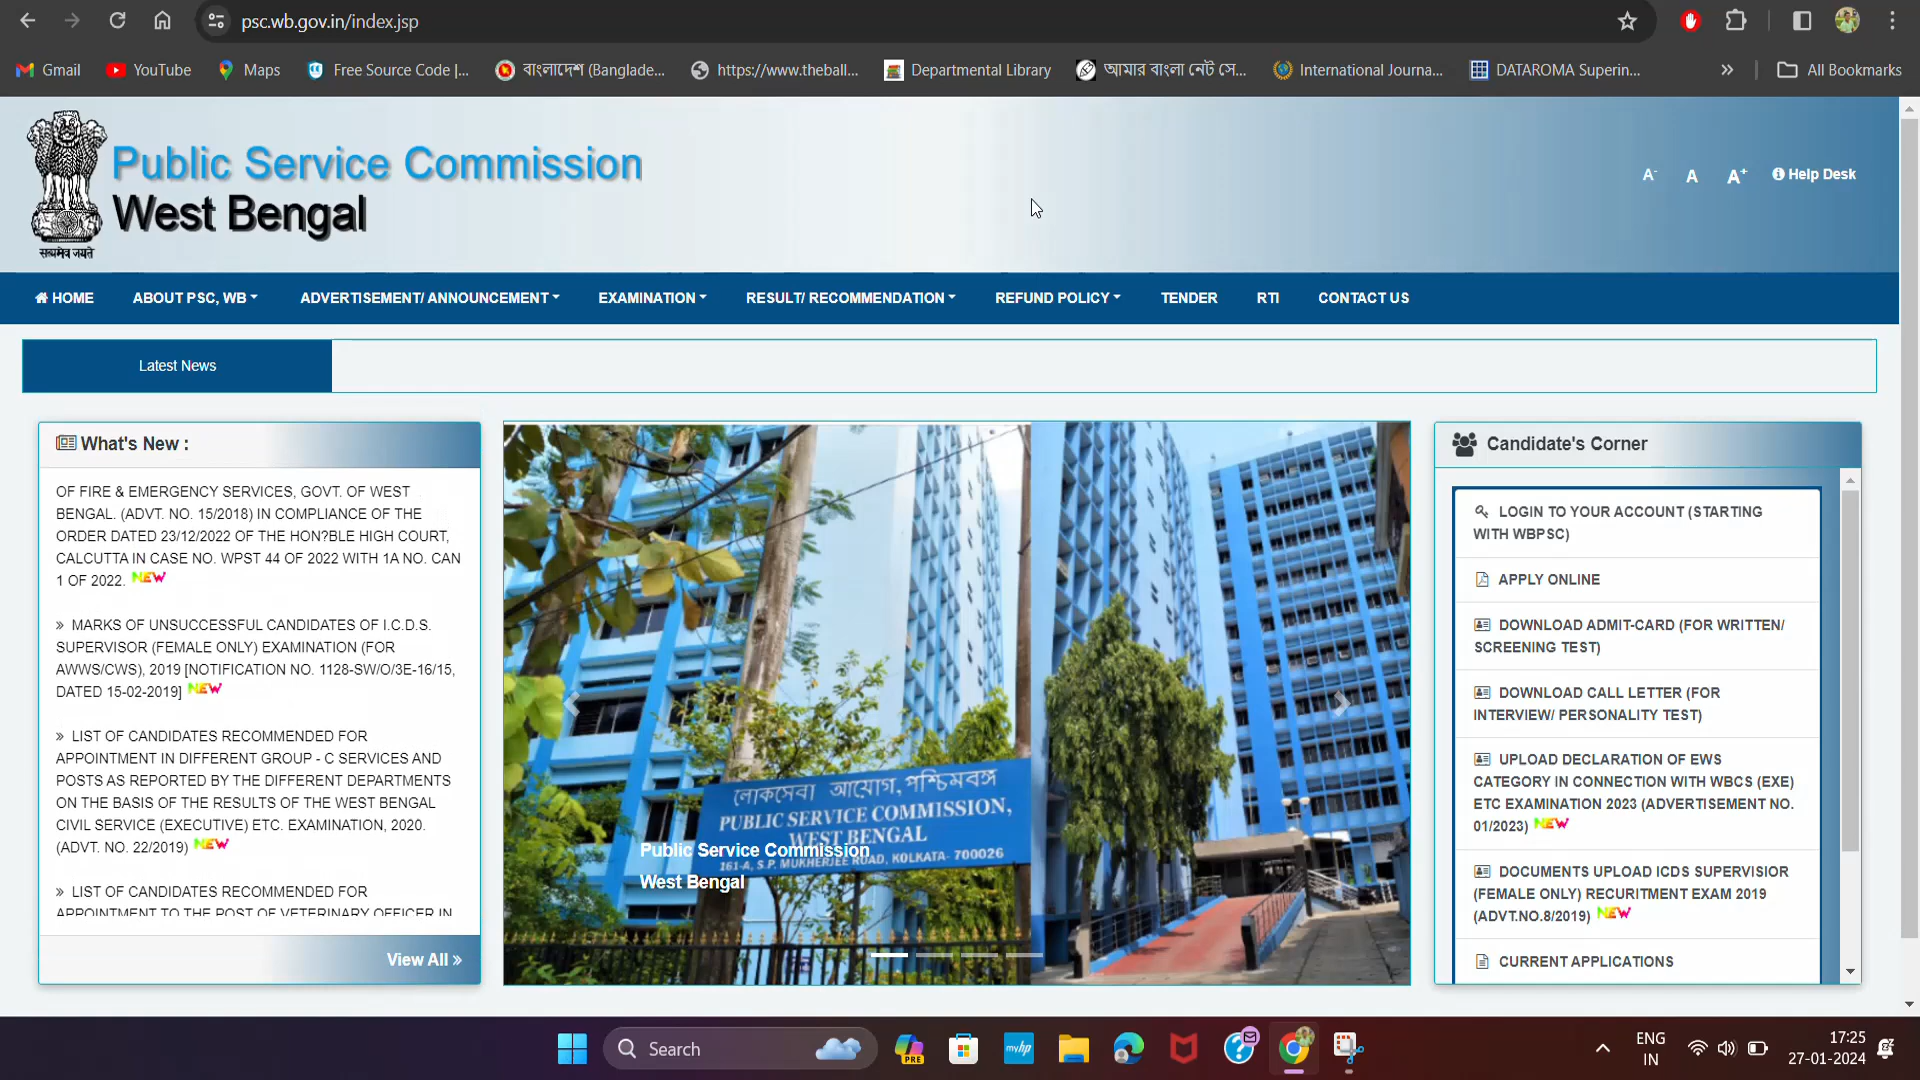 psc.wb.gov.in/index.jsp
Gmail YouTube Maps Free Source Code |... বাংলাদেশ (Banglade... https://www.theball... Departmental Library আমার বাংলা নেট সে... International Journa... DATAROMA Superin... » All Bookmarks
Public Service Commission
West Bengal
सत्यमेव जयते
A- A A+ Help Desk
HOME ABOUT PSC, WB ADVERTISEMENT/ ANNOUNCEMENT EXAMINATION RESULT/ RECOMMENDATION REFUND POLICY TENDER RTI CONTACT US
Latest News
What's New :
OF FIRE & EMERGENCY SERVICES, GOVT. OF WEST
BENGAL. (ADVT. NO. 15/2018) IN COMPLIANCE OF THE
ORDER DATED 23/12/2022 OF THE HON?BLE HIGH COURT,
CALCUTTA IN CASE NO. WPST 44 OF 2022 WITH 1A NO. CAN
1 OF 2022. NEW
» MARKS OF UNSUCCESSFUL CANDIDATES OF I.C.D.S.
SUPERVISOR (FEMALE ONLY) EXAMINATION (FOR
AWWS/CWS), 2019 [NOTIFICATION NO. 1128-SW/O/3E-16/15,
DATED 15-02-2019] NEW
» LIST OF CANDIDATES RECOMMENDED FOR
APPOINTMENT IN DIFFERENT GROUP - C SERVICES AND
POSTS AS REPORTED BY THE DIFFERENT DEPARTMENTS
ON THE BASIS OF THE RESULTS OF THE WEST BENGAL
CIVIL SERVICE (EXECUTIVE) ETC. EXAMINATION, 2020.
(ADVT. NO. 22/2019) NEW
» LIST OF CANDIDATES RECOMMENDED FOR
APPOINTMENT TO THE POST OF VETERINARY OFFICER IN
View All »
লোকসেবা আয়োগ, পশ্চিমবঙ্গ
PUBLIC SERVICE COMMISSION,
WEST BENGAL
161-A, S.P. MUKHERJEE ROAD, KOLKATA- 700026
Public Service Commission
West Bengal
Candidate's Corner
LOGIN TO YOUR ACCOUNT (STARTING
WITH WBPSC)
APPLY ONLINE
DOWNLOAD ADMIT-CARD (FOR WRITTEN/
SCREENING TEST)
DOWNLOAD CALL LETTER (FOR
INTERVIEW/ PERSONALITY TEST)
UPLOAD DECLARATION OF EWS
CATEGORY IN CONNECTION WITH WBCS (EXE)
ETC EXAMINATION 2023 (ADVERTISEMENT NO.
01/2023) NEW
DOCUMENTS UPLOAD ICDS SUPERVISIOR
(FEMALE ONLY) RECURITMENT EXAM 2019
(ADVT.NO.8/2019) NEW
CURRENT APPLICATIONS
Search
PRE
myhp
ENG
IN
17:25
27-01-2024